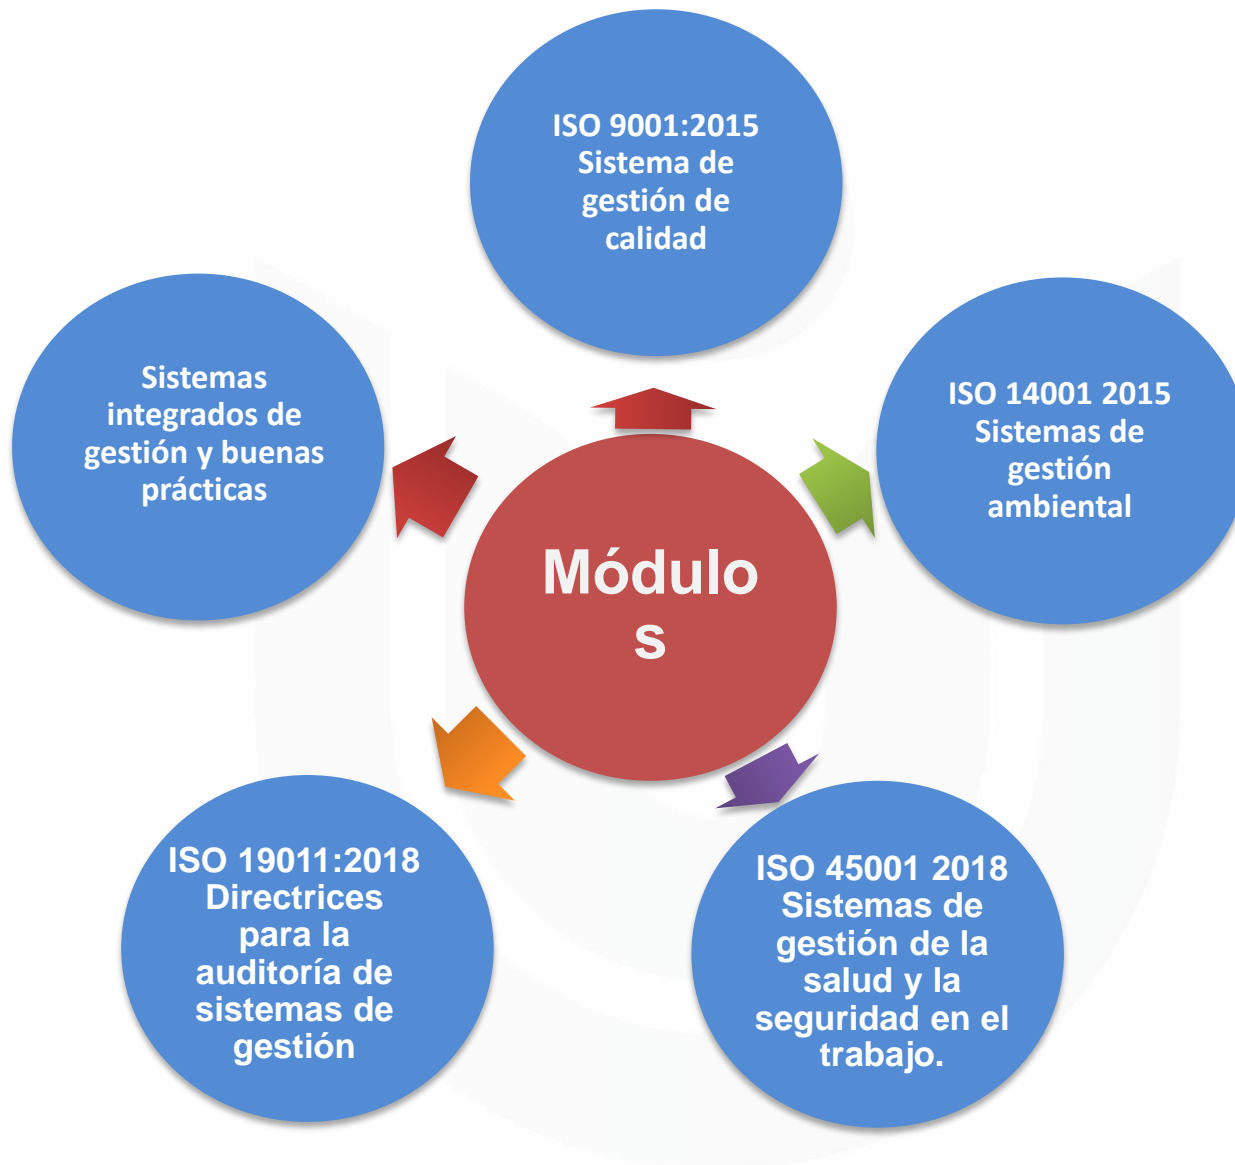 ISO 9001:2015
Sistema de
gestión de
calidad
Sistemas
integrados de
gestión y buenas
prácticas
ISO 14001 2015
Sistemas de
gestión
ambiental
Módulo
s
ISO 19011:2018
Directrices
para la
auditoría de
sistemas de
gestión
ISO 45001 2018
Sistemas de
gestión de la
salud y la
seguridad en el
trabajo.